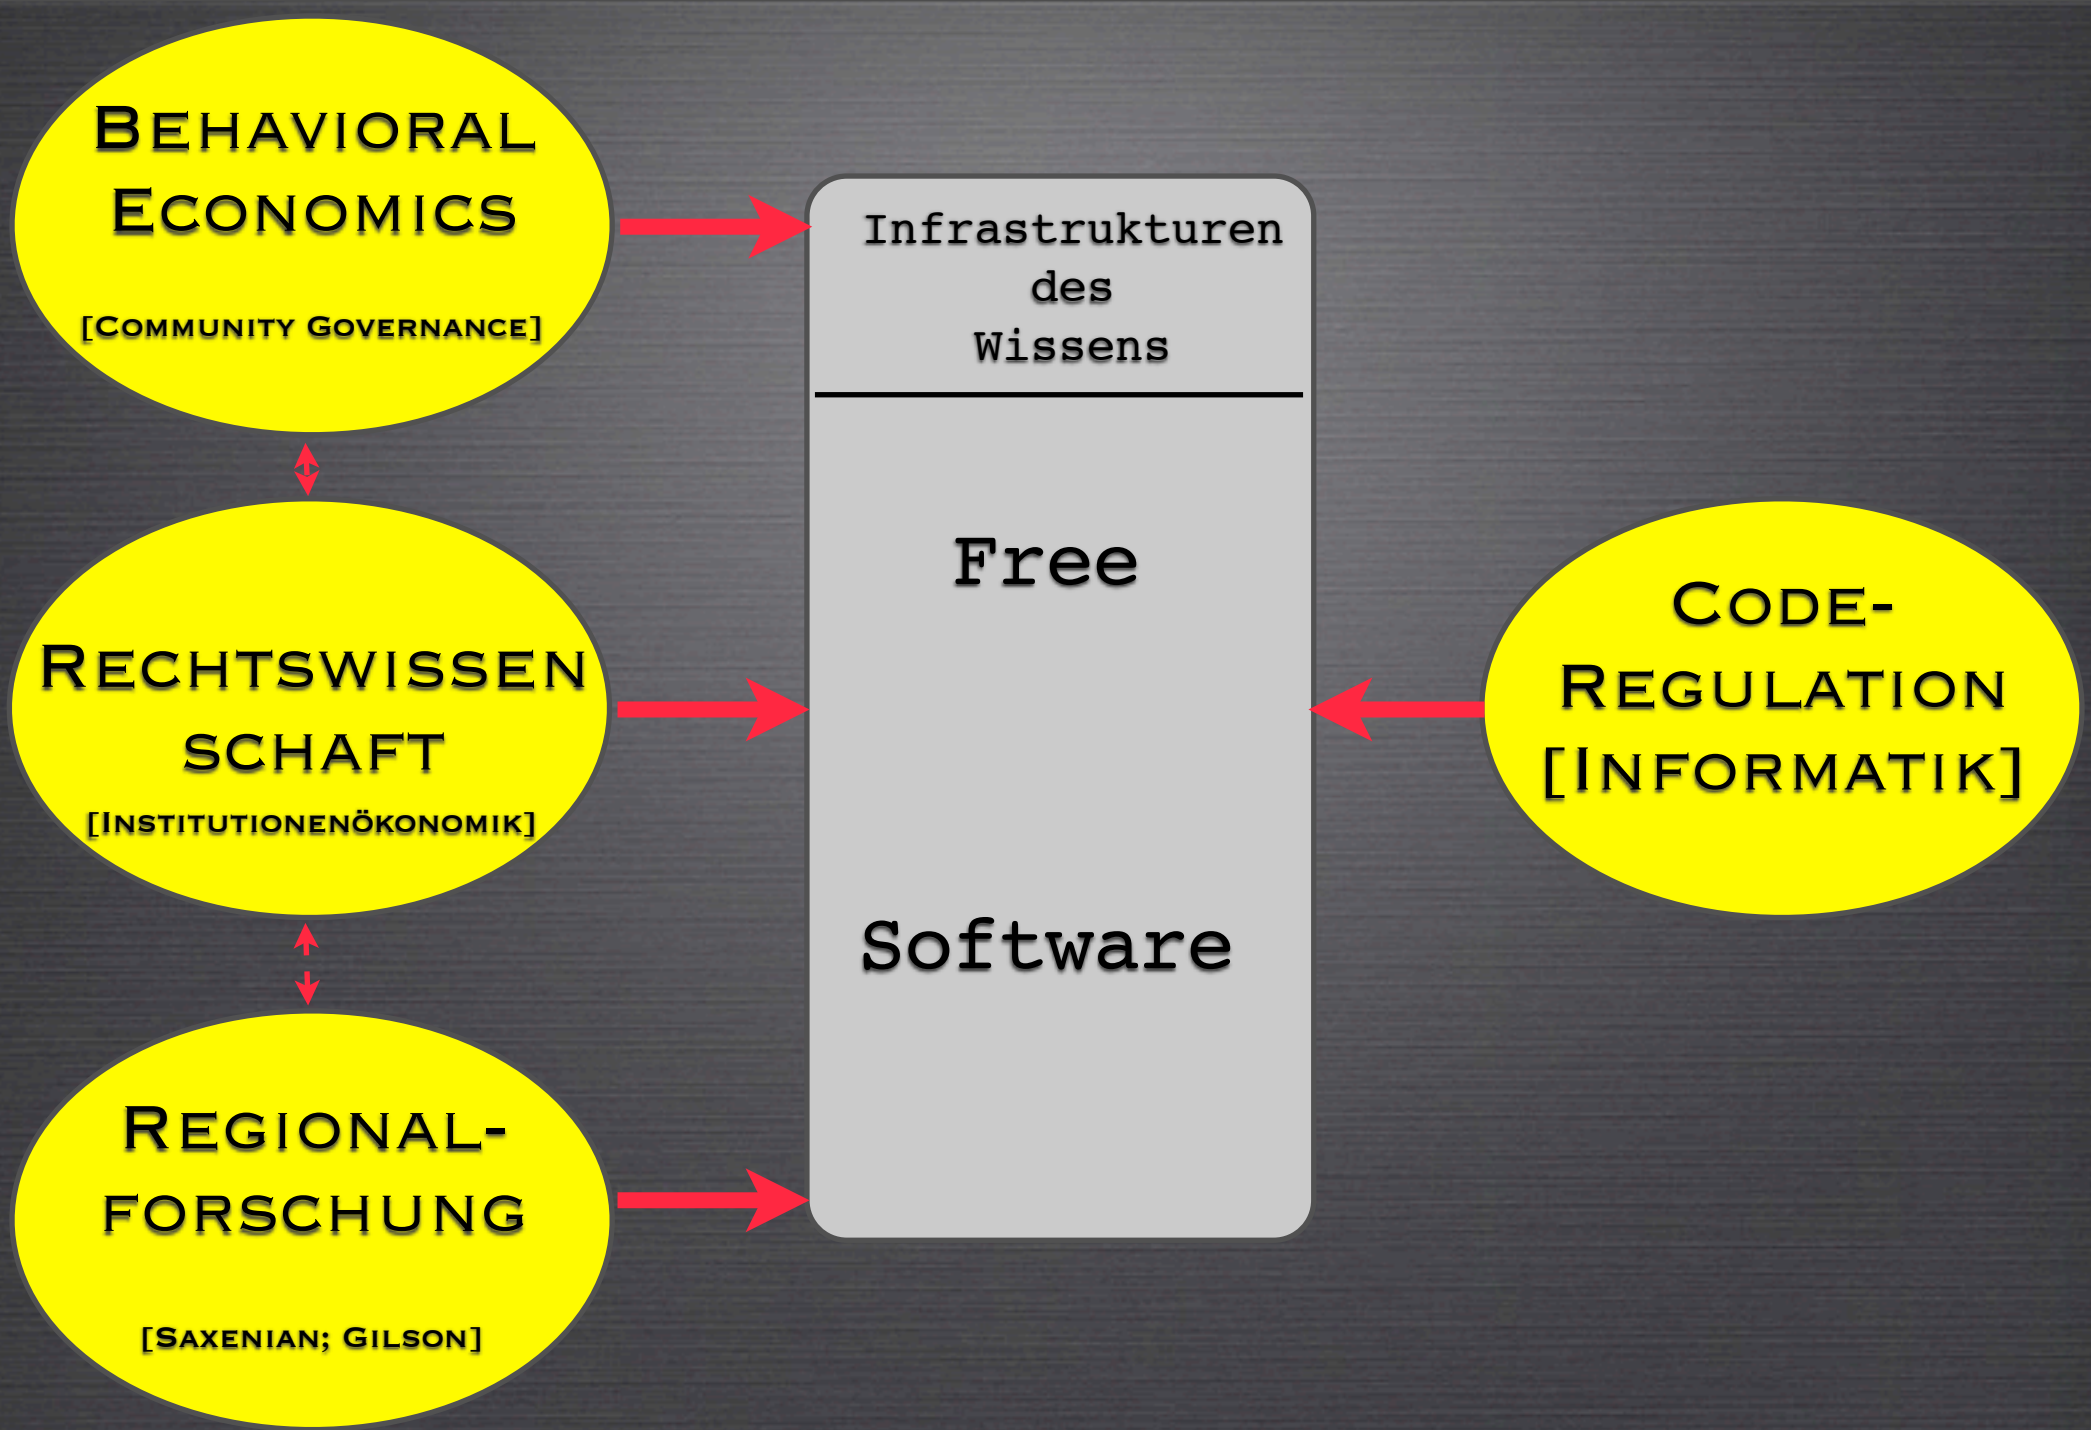 Behavioral
Economics
[Community Governance]
Rechtswissen
schaft
[Institutionenökonomik]
Regional-
forschung
[Saxenian; Gilson]
Infrastrukturen
des
Wissens
Free
Software
Code-
Regulation
[Informatik]